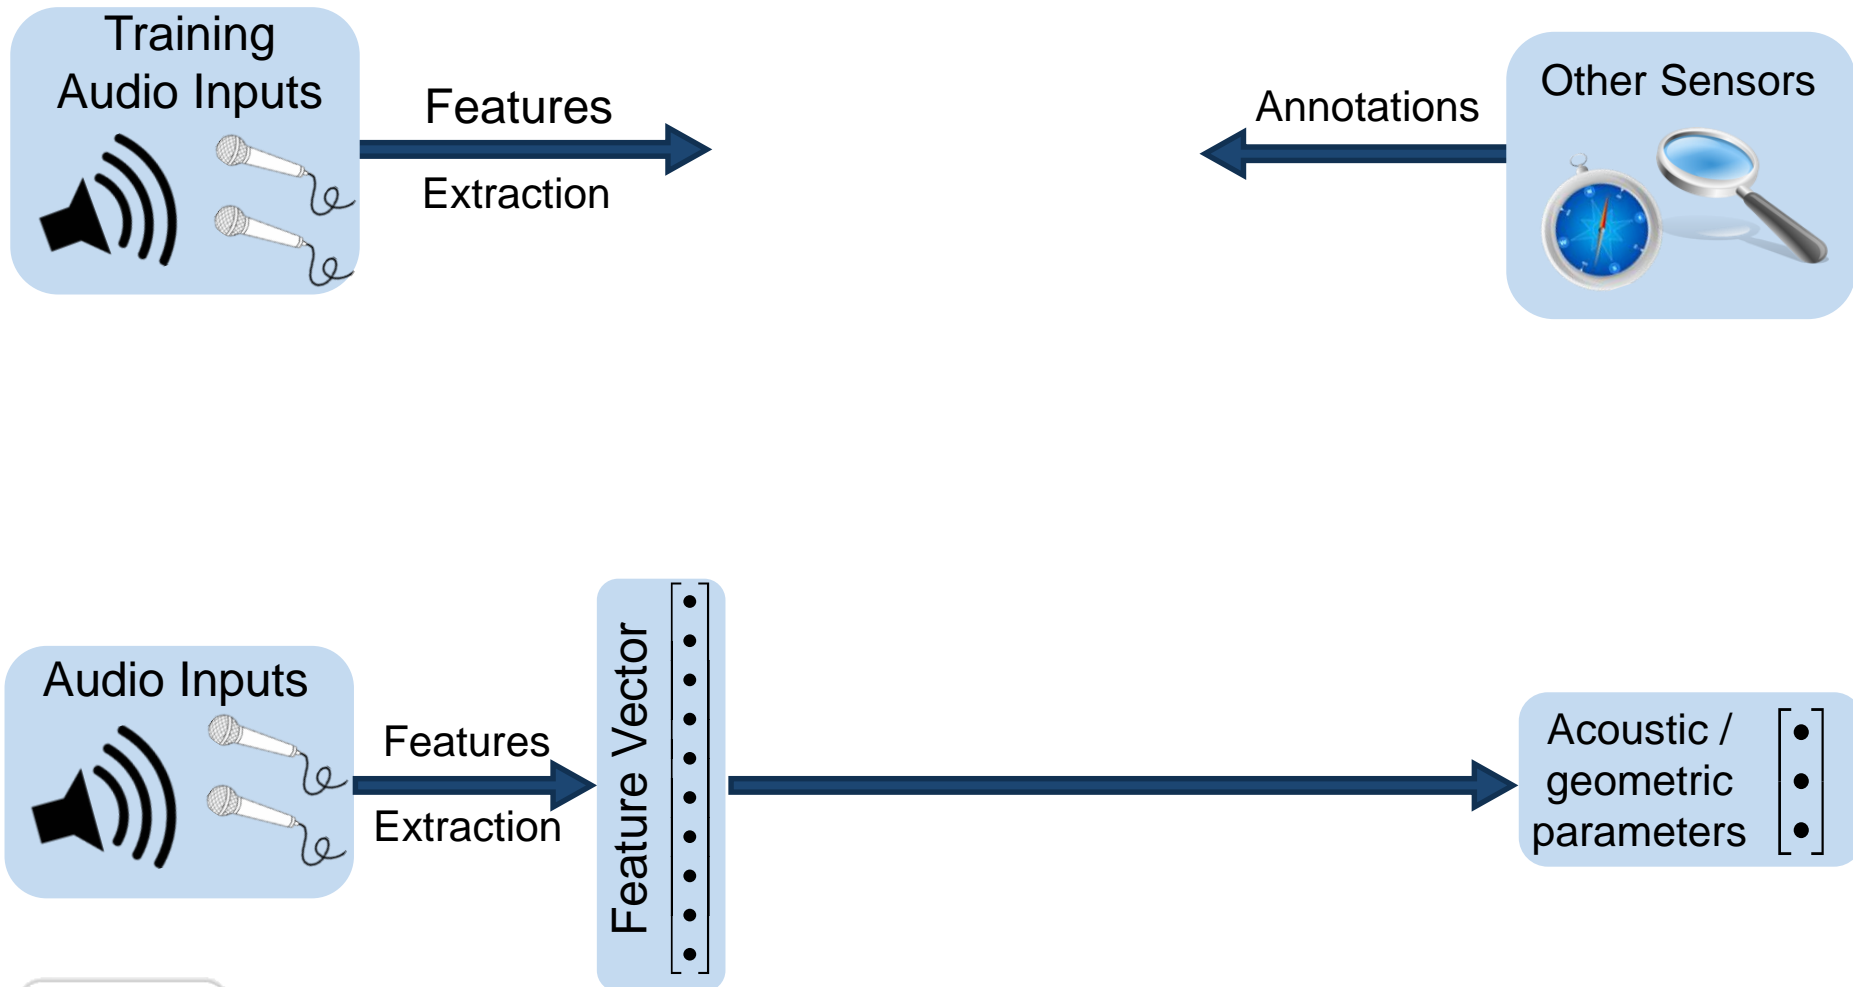 Training
Audio Inputs
Features
Extraction
Annotations
Other Sensors
Audio Inputs
Features
Extraction
Feature Vector
Acoustic /
geometric
parameters